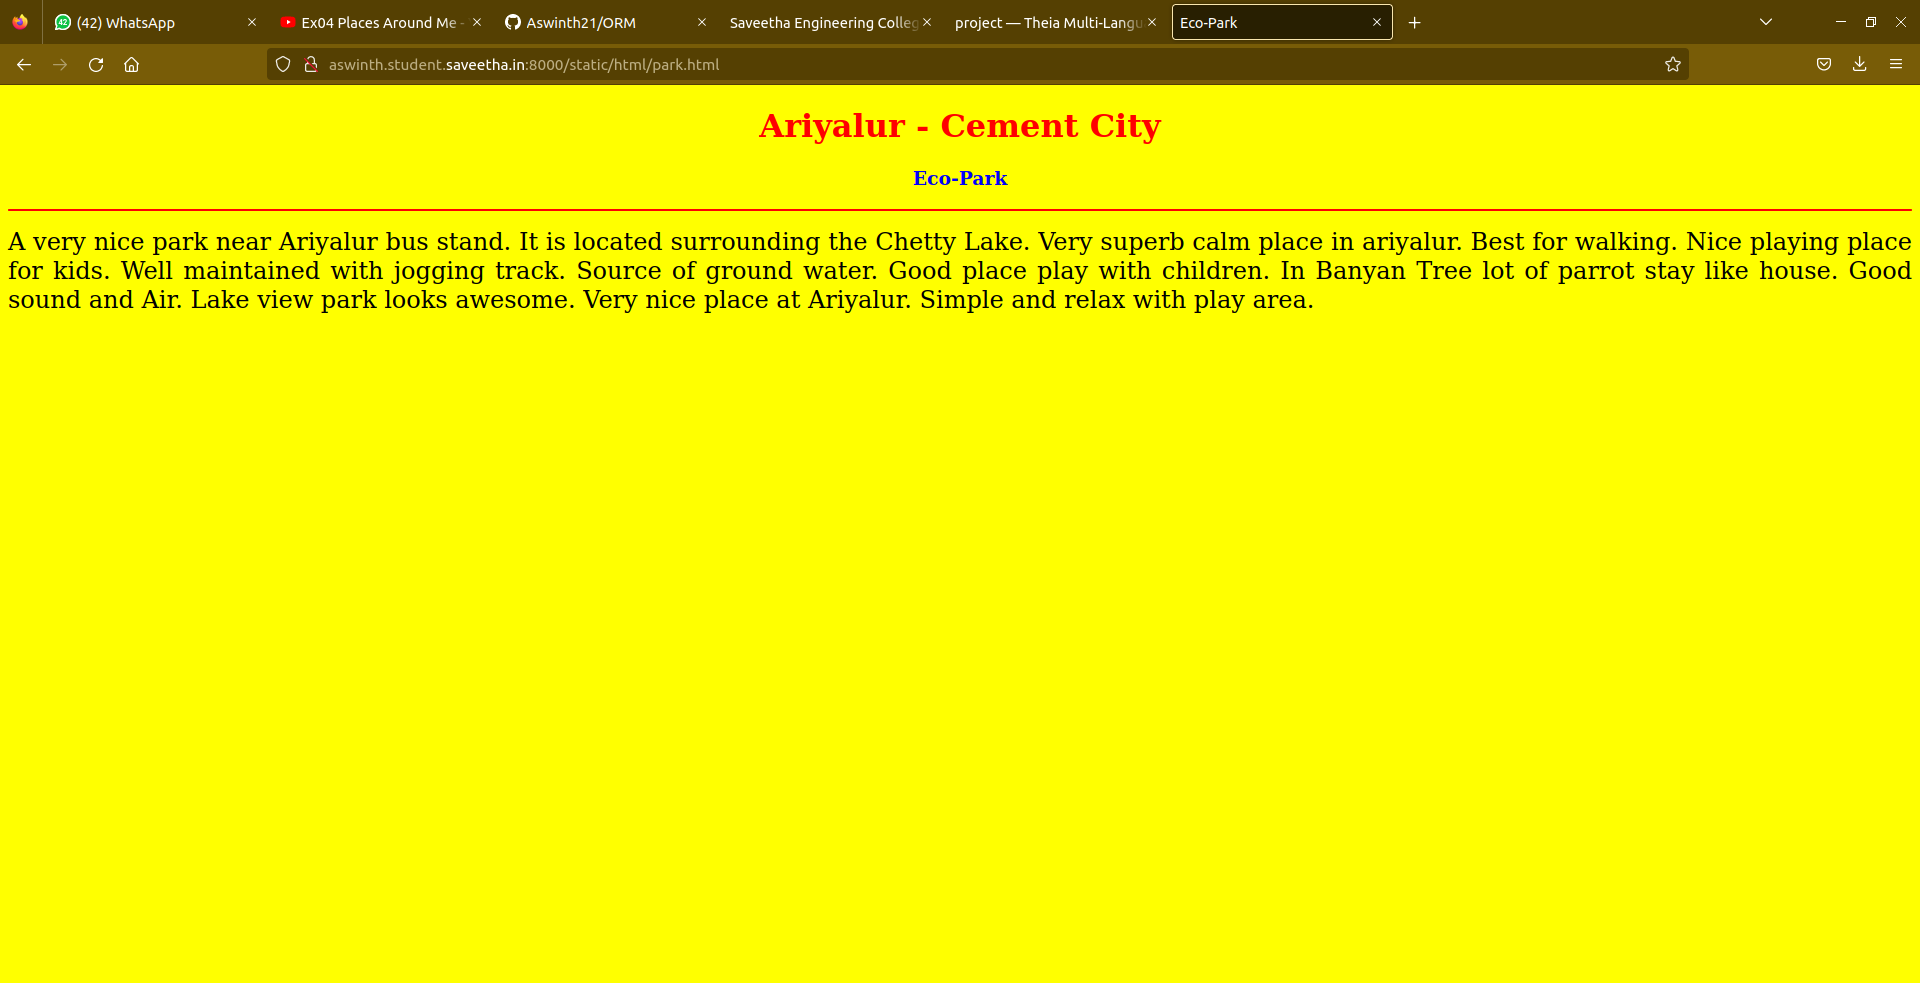 (42) WhatsApp
Ex04 Places Around Me -
Aswinth21/ORM
Saveetha Engineering Colleg
project — Theia Multi-Langu
Eco-Park
aswinth.student.saveetha.in:8000/static/html/park.html
Ariyalur - Cement City
Eco-Park
A very nice park near Ariyalur bus stand. It is located surrounding the Chetty Lake. Very superb calm place in ariyalur. Best for walking. Nice playing place
for kids. Well maintained with jogging track. Source of ground water. Good place play with children. In Banyan Tree lot of parrot stay like house. Good
sound and Air. Lake view park looks awesome. Very nice place at Ariyalur. Simple and relax with play area.